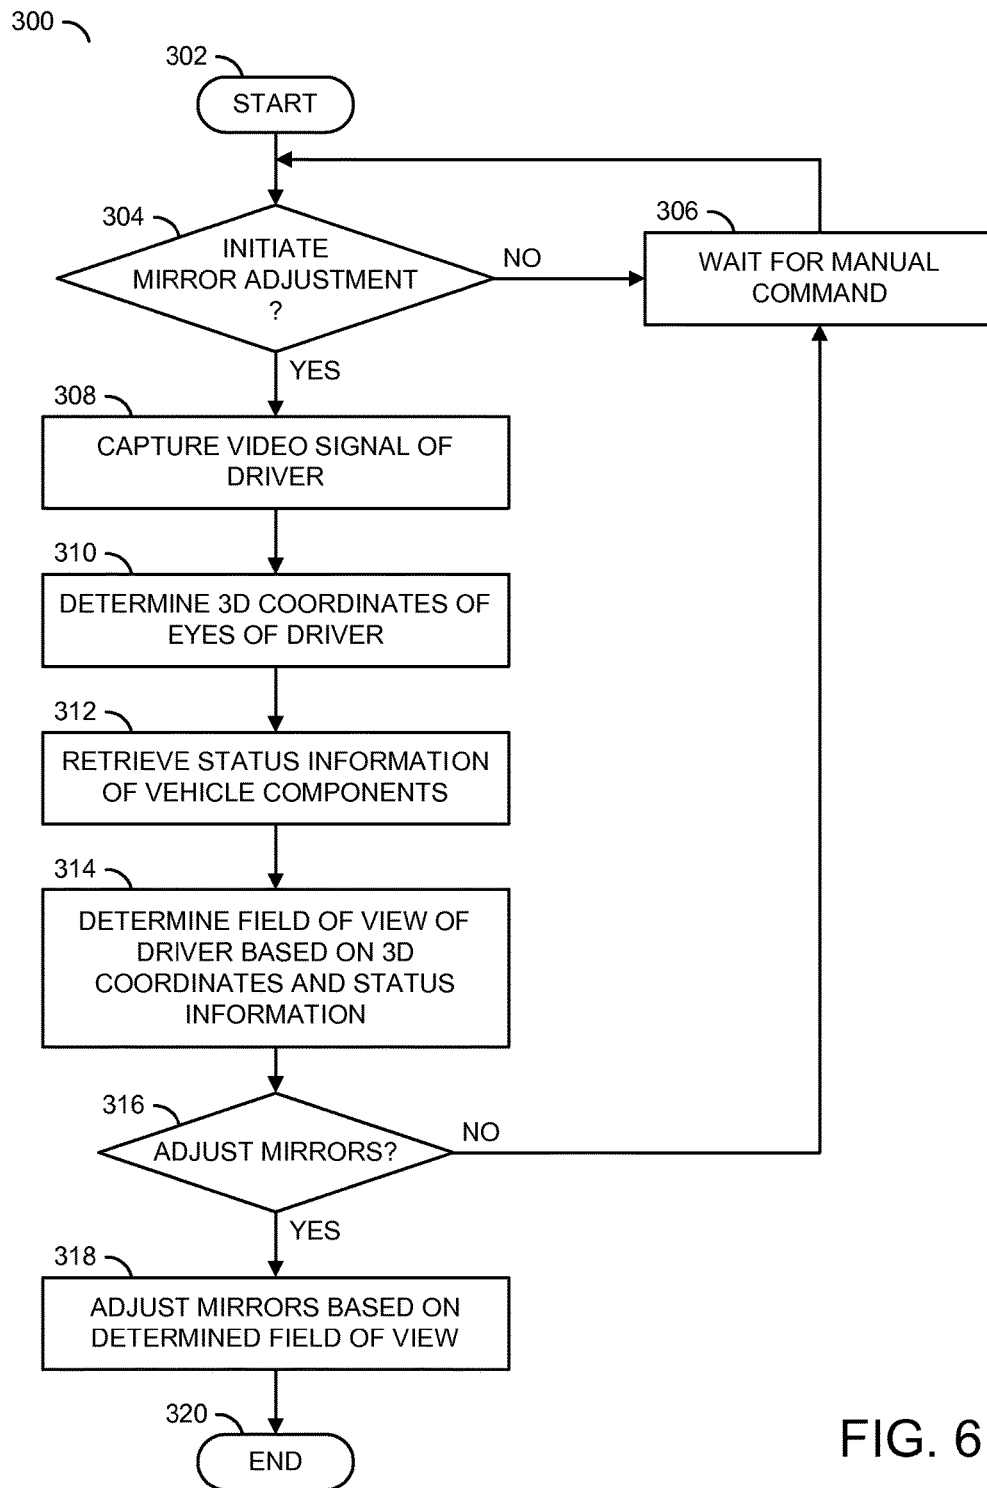 300
302
START
304
INITIATE
MIRROR ADJUSTMENT
?
NO
306
WAIT FOR MANUAL
COMMAND
YES
308
CAPTURE VIDEO SIGNAL OF
DRIVER
310
DETERMINE 3D COORDINATES OF
EYES OF DRIVER
312
RETRIEVE STATUS INFORMATION
OF VEHICLE COMPONENTS
314
DETERMINE FIELD OF VIEW OF
DRIVER BASED ON 3D
COORDINATES AND STATUS
INFORMATION
316
ADJUST MIRRORS?
NO
YES
318
ADJUST MIRRORS BASED ON
DETERMINED FIELD OF VIEW
320
END
FIG. 6